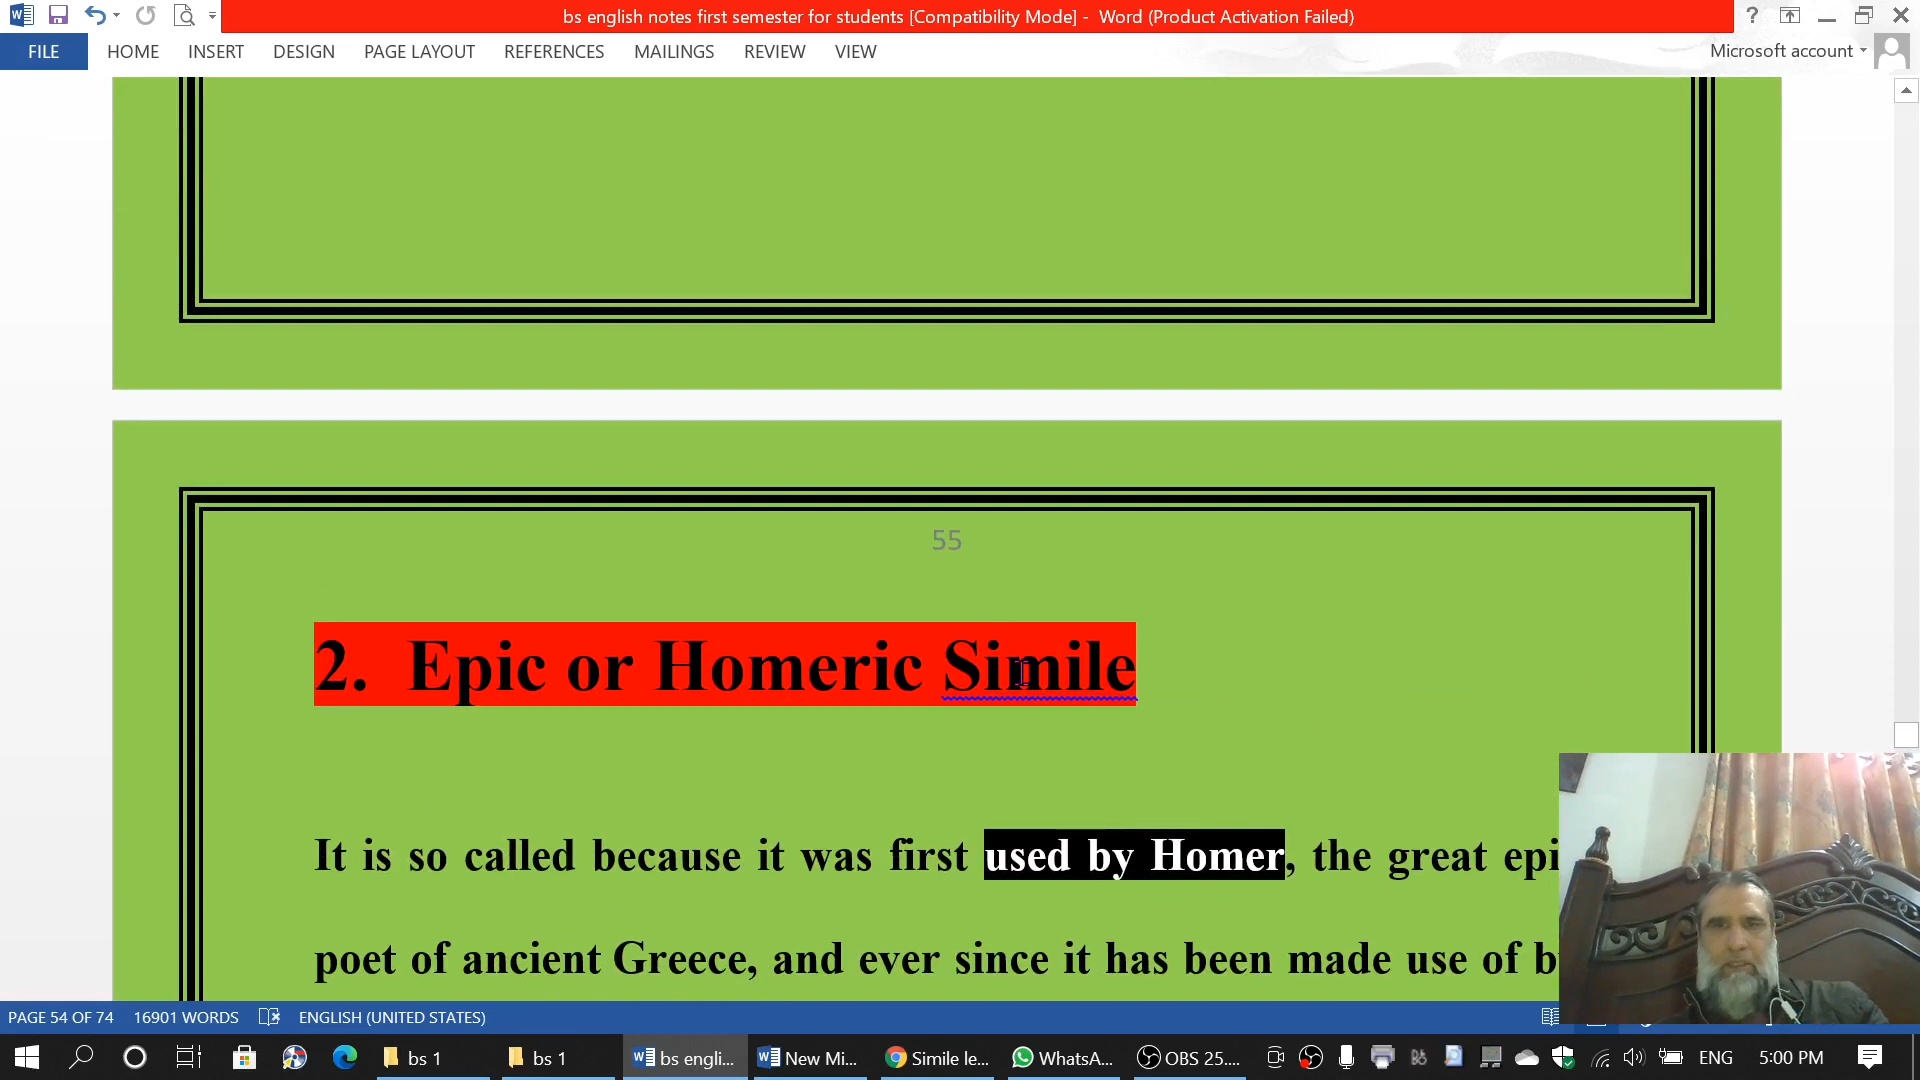 bs english notes first semester for students [Compatibility Mode] - Word (Product Activation Failed)
FILE HOME INSERT DESIGN PAGE LAYOUT REFERENCES MAILINGS REVIEW VIEW Microsoft account
55
2. Epic or Homeric Simile
It is so called because it was first used by Homer, the great epi
poet of ancient Greece, and ever since it has been made use of b
PAGE 54 OF 74 16901 WORDS ENGLISH (UNITED STATES)
bs 1 bs 1 bs engli... New Mi... Simile le... WhatsA... OBS 25.... ENG 5:00 PM